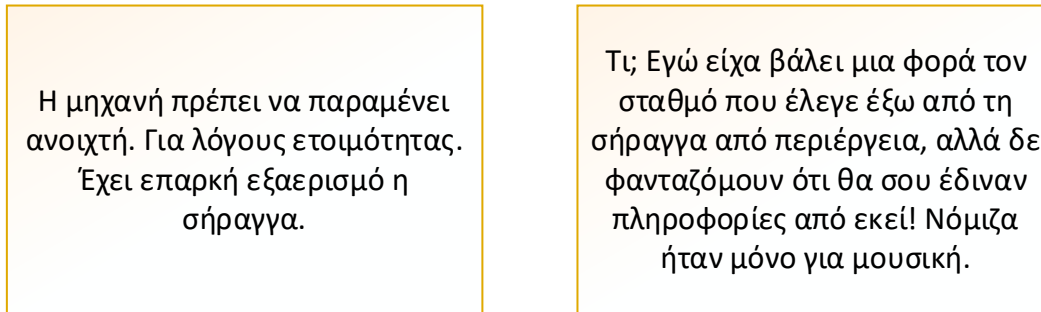 Η μηχανή πρέπει να παραμένει
ανοιχτή. Για λόγους ετοιμότητας.
Έχει επαρκή εξαερισμό η
σήραγγα.
Τι; Εγώ είχα βάλει μια φορά τον
σταθμό που έλεγε έξω από τη
σήραγγα από περιέργεια, αλλά δε
φανταζόμουν ότι θα σου έδιναν
πληροφορίες από εκεί! Νόμιζα
ήταν μόνο για μουσική.